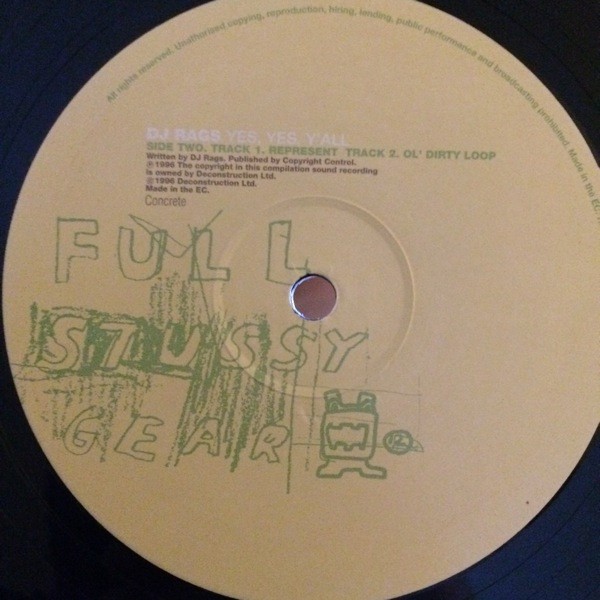 All rights reserved. Unauthorized copying, reproduction, hiring, lending, public performance and broadcasting prohibited. Made in the EC.
DJ RAGS YES, YES, Y'ALL
SIDE TWO. TRACK 1. REPRESENT TRACK 2. OL' DIRTY LOOP
Written by DJ Rags. Published by Copyright Control.
℗1996 The copyright in this compilation sound recording
is owned by Deconstruction Ltd.
©1996 Deconstruction Ltd.
Made in the EC.
Concrete
FULL
STUSSY
GEAR
12